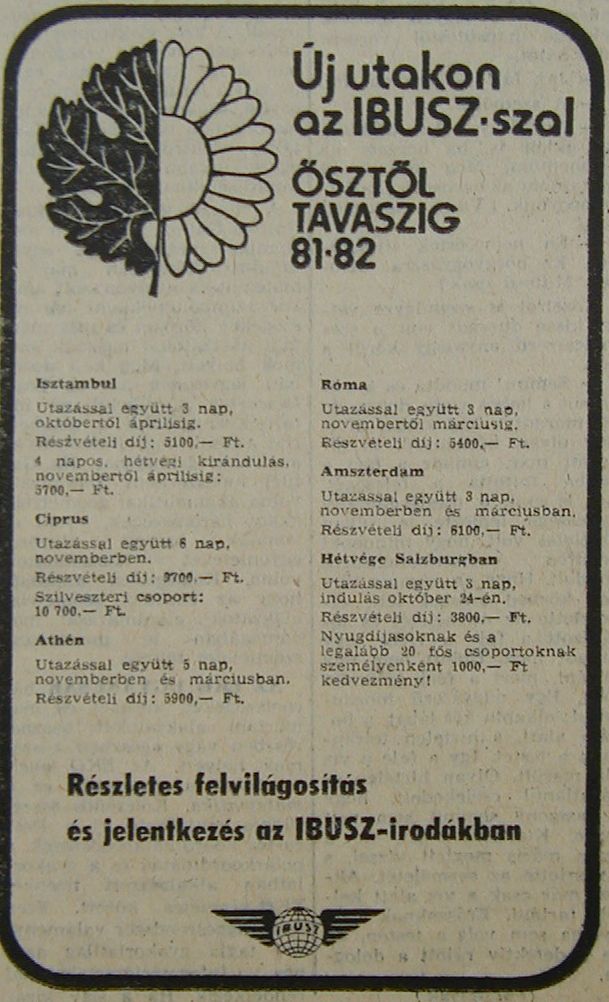 Új utakon
az IBUSZ-szal
ŐSZTŐL
TAVASZIG
81-82
Isztambul
Utazással együtt 3 nap,
októbertől áprilisig.
Részvételi díj: 5100,— Ft.
4 napos, hétvégi kirándulás,
novembertől áprilisig:
5700,— Ft.
Ciprus
Utazással együtt 6 nap,
novemberben.
Részvételi díj: 9700,— Ft.
Szilveszteri csoport:
10 700.— Ft.
Athén
Utazással együtt 5 nap,
novemberben és márciusban.
Részvételi díj: 5900,— Ft.
Róma
Utazással együtt 3 nap,
novembertől márciusig.
Részvételi díj: 5400,— Ft.
Amszterdam
Utazással együtt 3 nap,
novemberben és márciusban,
Részvételi díj: 6100,— Ft.
Hétvége Salzburgban
Utazással együtt 3 nap,
indulás október 24-én.
Részvételi díj: 3800,— Ft.
Nyugdíjasoknak és a
legalább 20 fős csoportoknak
személyenként 1000,— Ft
kedvezmény!
Részletes felvilágosítás
és jelentkezés az IBUSZ-irodákban
IBUSZ